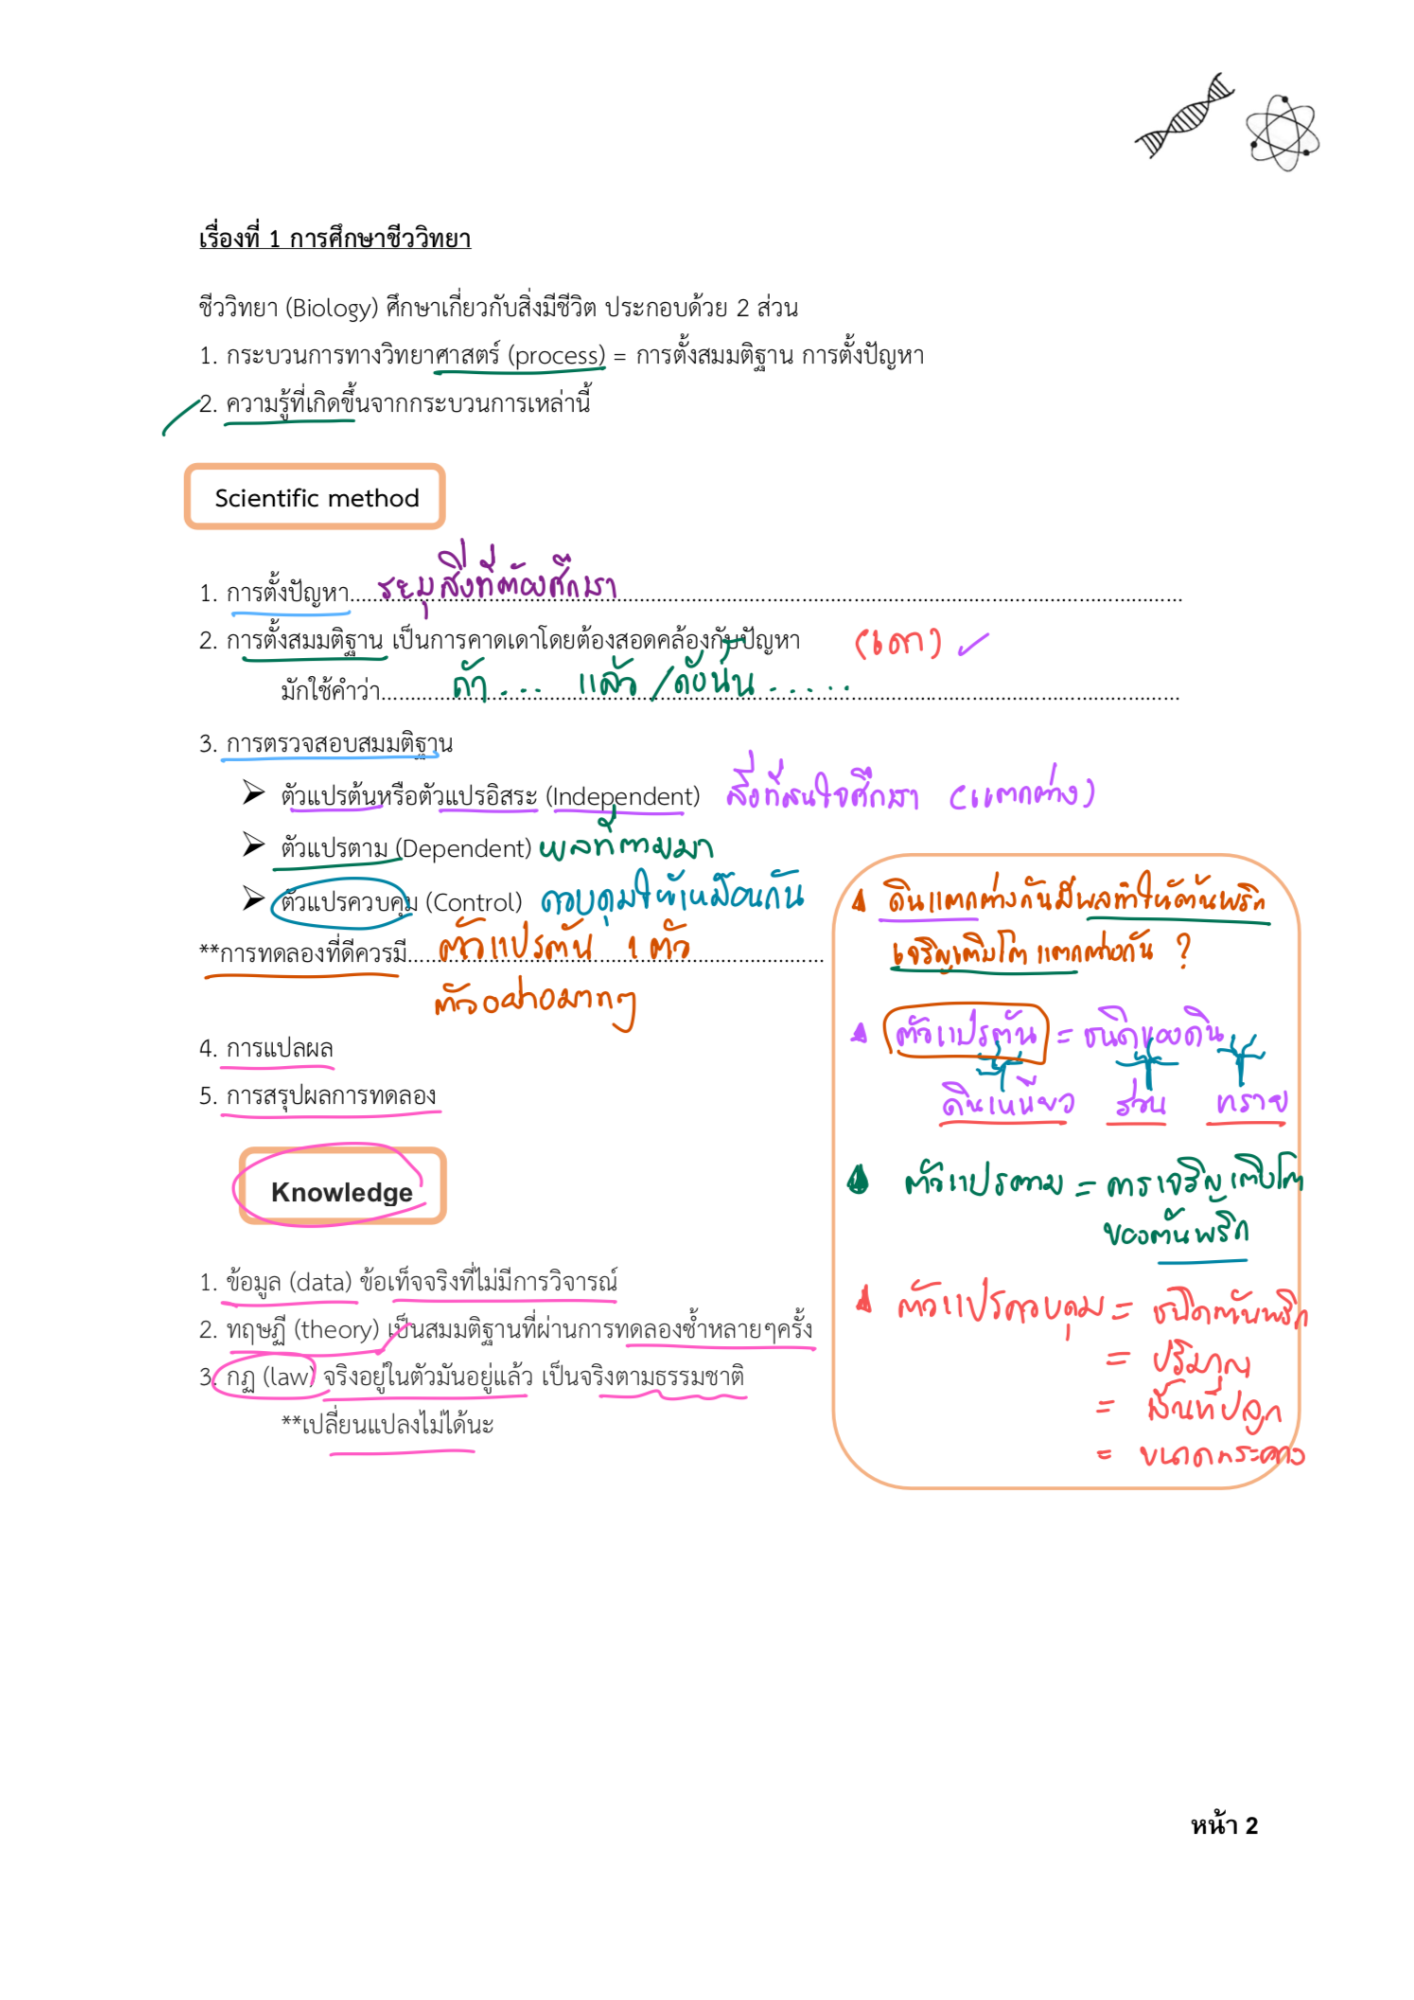 เรื่องที่ 1 การศึกษาชีววิทยา
ชีววิทยา (Biology) ศึกษาเกี่ยวกับสิ่งมีชีวิต ประกอบด้วย 2 ส่วน
1. กระบวนการทางวิทยาศาสตร์ (process) = การตั้งสมมติฐาน การตั้งปัญหา
2. ความรู้ที่เกิดขึ้นจากกระบวนการเหล่านี้
Scientific method
1. การตั้งปัญหา ระบุสิ่งที่ต้องศึกษา
2. การตั้งสมมติฐาน เป็นการคาดเดาโดยต้องสอดคล้องกับปัญหา (เดา)
มักใช้คำว่า ถ้า ... แล้ว /ดังนั้น ......
3. การตรวจสอบสมมติฐาน
➢ ตัวแปรต้นหรือตัวแปรอิสระ (Independent) สิ่งที่สนใจศึกษา (แตกต่าง)
➢ ตัวแปรตาม (Dependent) ผลที่ตามมา
➢ ตัวแปรควบคุม (Control) ควบคุมให้เหมือนกัน
**การทดลองที่ดีควรมี ตัวแปรต้น 1 ตัว
ตัวอย่างมากๆ
4. การแปลผล
5. การสรุปผลการทดลอง
ดินแตกต่างกันมีผลทำให้ต้นพริก
เจริญเติบโตแตกต่างกัน ?
ตัวแปรต้น = ชนิดของดิน
ดินเหนียว ร่วน ทราย
ตัวแปรตาม = การเจริญเติบโต
ของต้นพริก
ตัวแปรควบคุม = ชนิดต้นพริก
= ปริมาณ
= พื้นที่ปลูก
= ขนาดกระถาง
Knowledge
1. ข้อมูล (data) ข้อเท็จจริงที่ไม่มีการวิจารณ์
2. ทฤษฏี (theory) เป็นสมมติฐานที่ผ่านการทดลองซ้ำหลายๆครั้ง
3. กฏ (law) จริงอยู่ในตัวมันอยู่แล้ว เป็นจริงตามธรรมชาติ
**เปลี่ยนแปลงไม่ได้นะ
หน้า 2